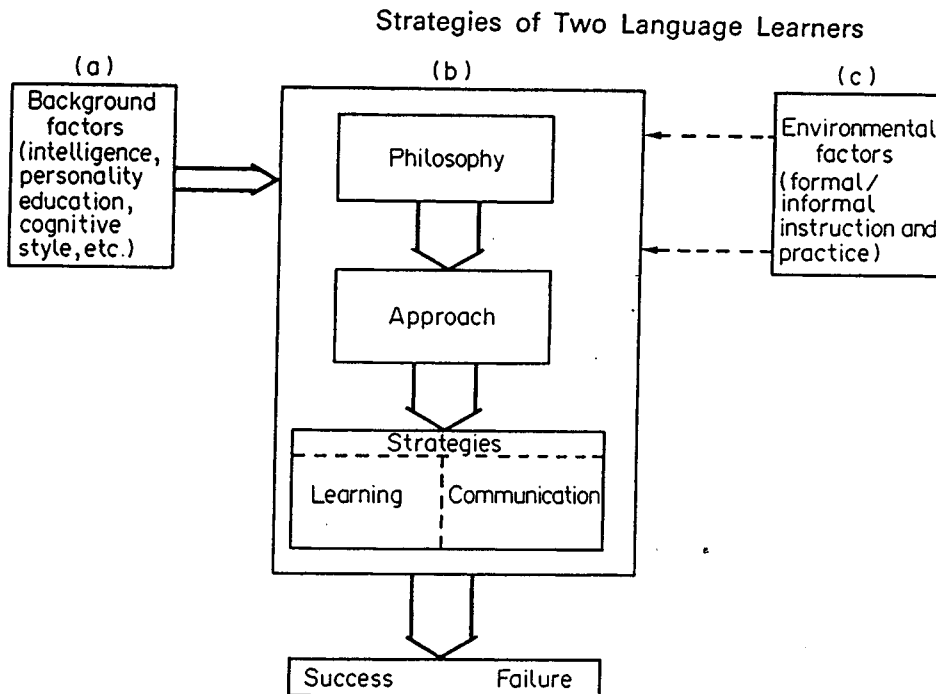 Strategies of Two Language Learners
(a)
Background
factors
(intelligence,
personality
education,
cognitive
style, etc.)
(b)
Philosophy
Approach
Strategies
Learning Communication
Success Failure
(c)
Environmental
factors
(formal/
informal
instruction and
practice)